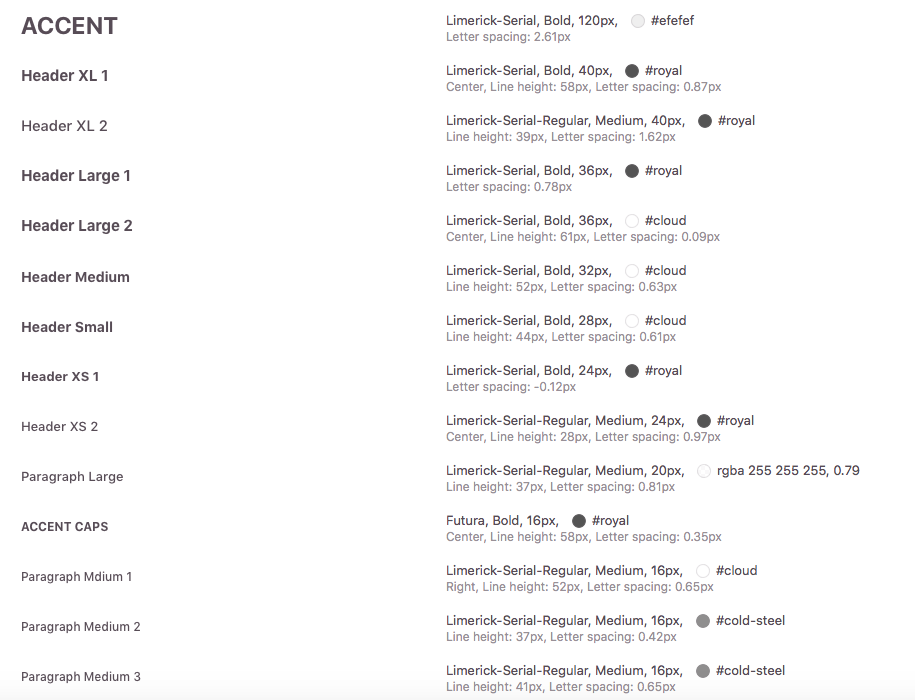 ACCENT
Limerick-Serial, Bold, 120px, #efefef
Letter spacing: 2.61px
Header XL 1
Limerick-Serial, Bold, 40px, #royal
Center, Line height: 58px, Letter spacing: 0.87px
Header XL 2
Limerick-Serial-Regular, Medium, 40px, #royal
Line height: 39px, Letter spacing: 1.62px
Header Large 1
Limerick-Serial, Bold, 36px, #royal
Letter spacing: 0.78px
Header Large 2
Limerick-Serial, Bold, 36px, #cloud
Center, Line height: 61px, Letter spacing: 0.09px
Header Medium
Limerick-Serial, Bold, 32px, #cloud
Line height: 52px, Letter spacing: 0.63px
Header Small
Limerick-Serial, Bold, 28px, #cloud
Line height: 44px, Letter spacing: 0.61px
Header XS 1
Limerick-Serial, Bold, 24px, #royal
Letter spacing: -0.12px
Header XS 2
Limerick-Serial-Regular, Medium, 24px, #royal
Center, Line height: 28px, Letter spacing: 0.97px
Paragraph Large
Limerick-Serial-Regular, Medium, 20px, rgba 255 255 255, 0.79
Line height: 37px, Letter spacing: 0.81px
ACCENT CAPS
Futura, Bold, 16px, #royal
Center, Line height: 58px, Letter spacing: 0.35px
Paragraph Mdium 1
Limerick-Serial-Regular, Medium, 16px, #cloud
Right, Line height: 52px, Letter spacing: 0.65px
Paragraph Medium 2
Limerick-Serial-Regular, Medium, 16px, #cold-steel
Line height: 37px, Letter spacing: 0.42px
Paragraph Medium 3
Limerick-Serial-Regular, Medium, 16px, #cold-steel
Line height: 41px, Letter spacing: 0.65px